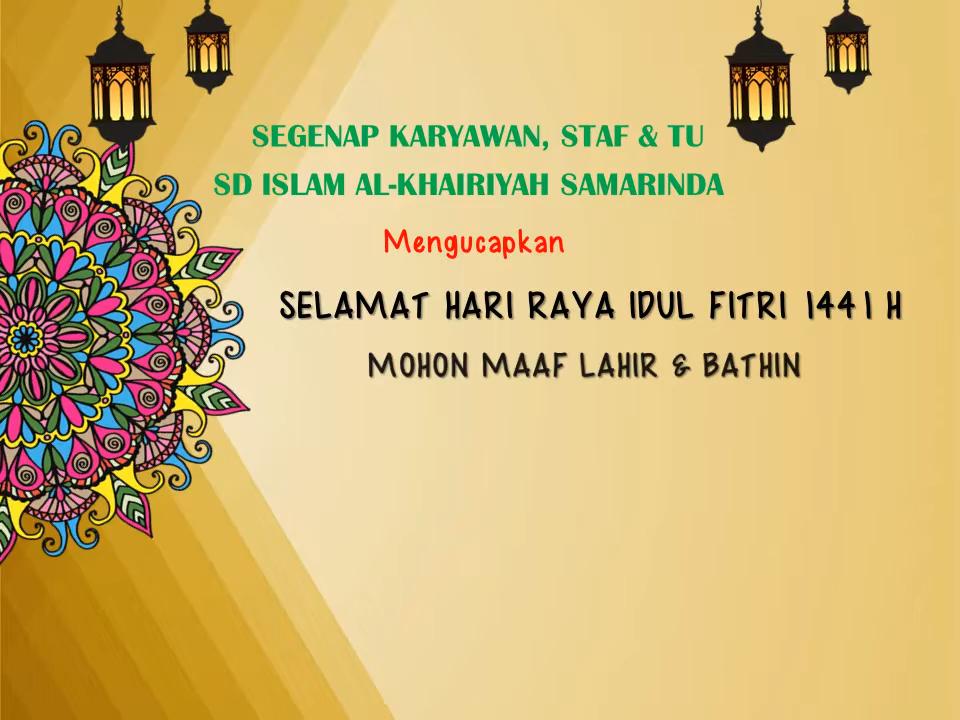 SEGENAP KARYAWAN, STAF & TU
SD ISLAM AL-KHAIRIYAH SAMARINDA
Mengucapkan
SELAMAT HARI RAYA IDUL FITRI 1441 H
MOHON MAAF LAHIR & BATHIN